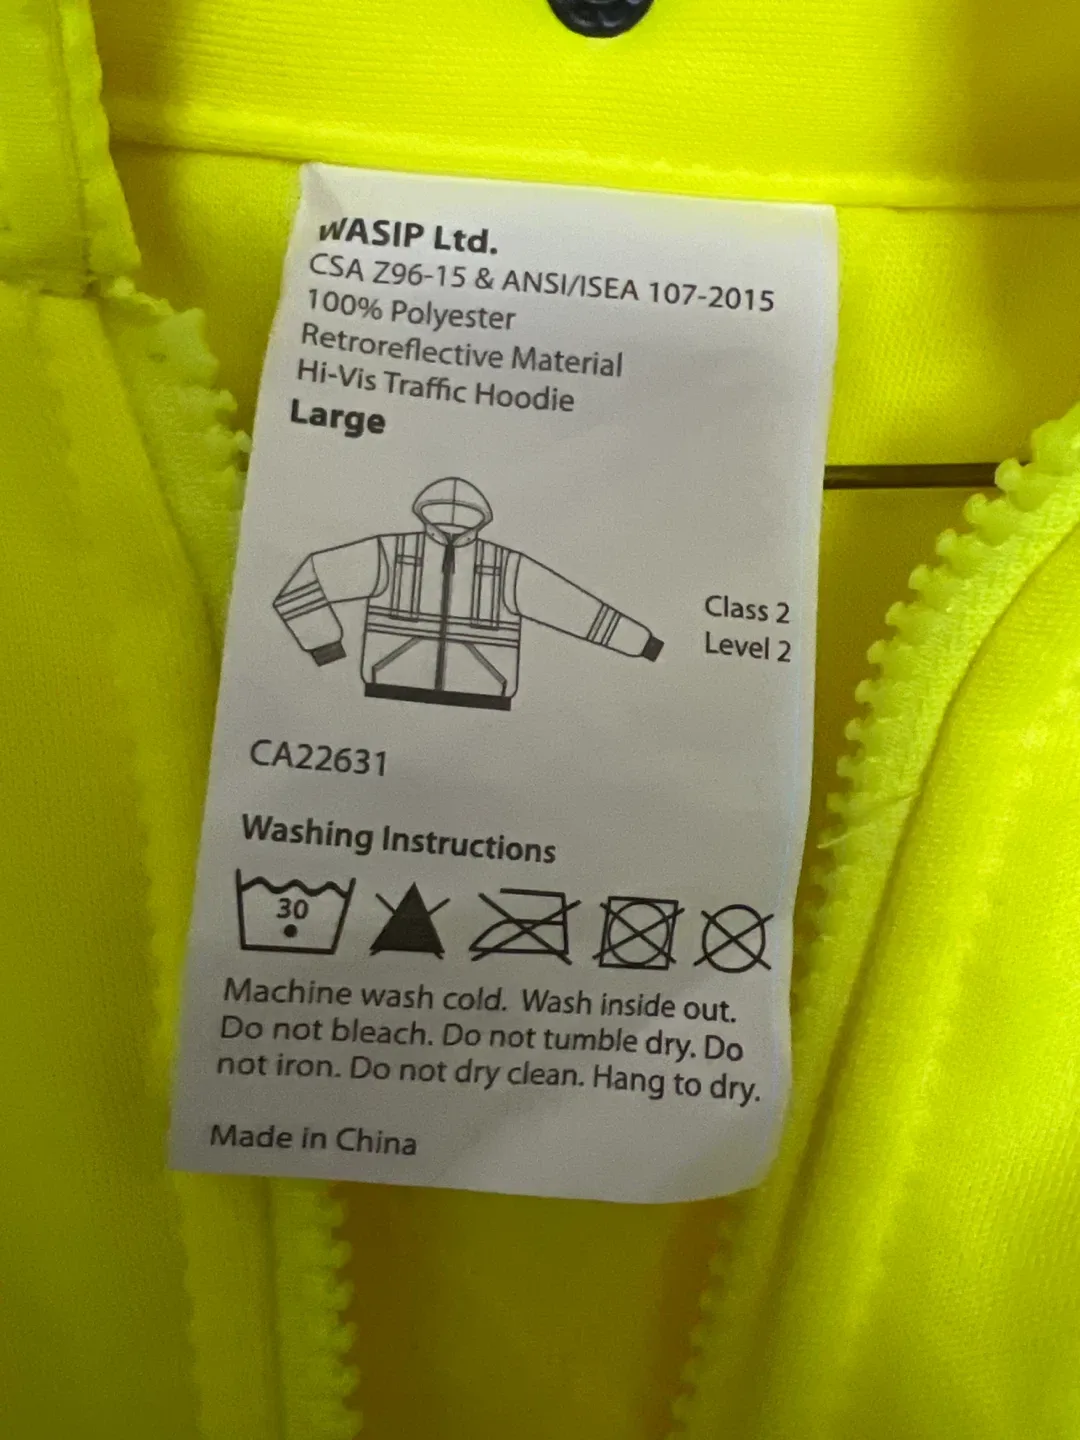 WASIP Ltd.
CSA Z96-15 & ANSI/ISEA 107-2015
100% Polyester
Retroreflective Material
Hi-Vis Traffic Hoodie
Large
Class 2
Level 2
CA22631
Washing Instructions
30
Machine wash cold. Wash inside out.
Do not bleach. Do not tumble dry. Do
not iron. Do not dry clean. Hang to dry.
Made in China